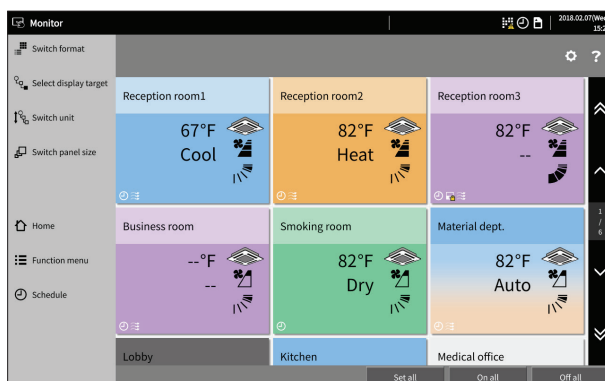 Monitor
2018.02.07(Wed
15:2
Switch format
Select display target
Switch unit
Switch panel size
Home
Function menu
Schedule
Reception room1
67°F
Cool
Reception room2
82°F
Heat
Reception room3
82°F
--
Business room
--°F
--
Smoking room
82°F
Dry
Material dept.
82°F
Auto
Lobby
Kitchen
Medical office
?
1
/
6
Set all
On all
Off all